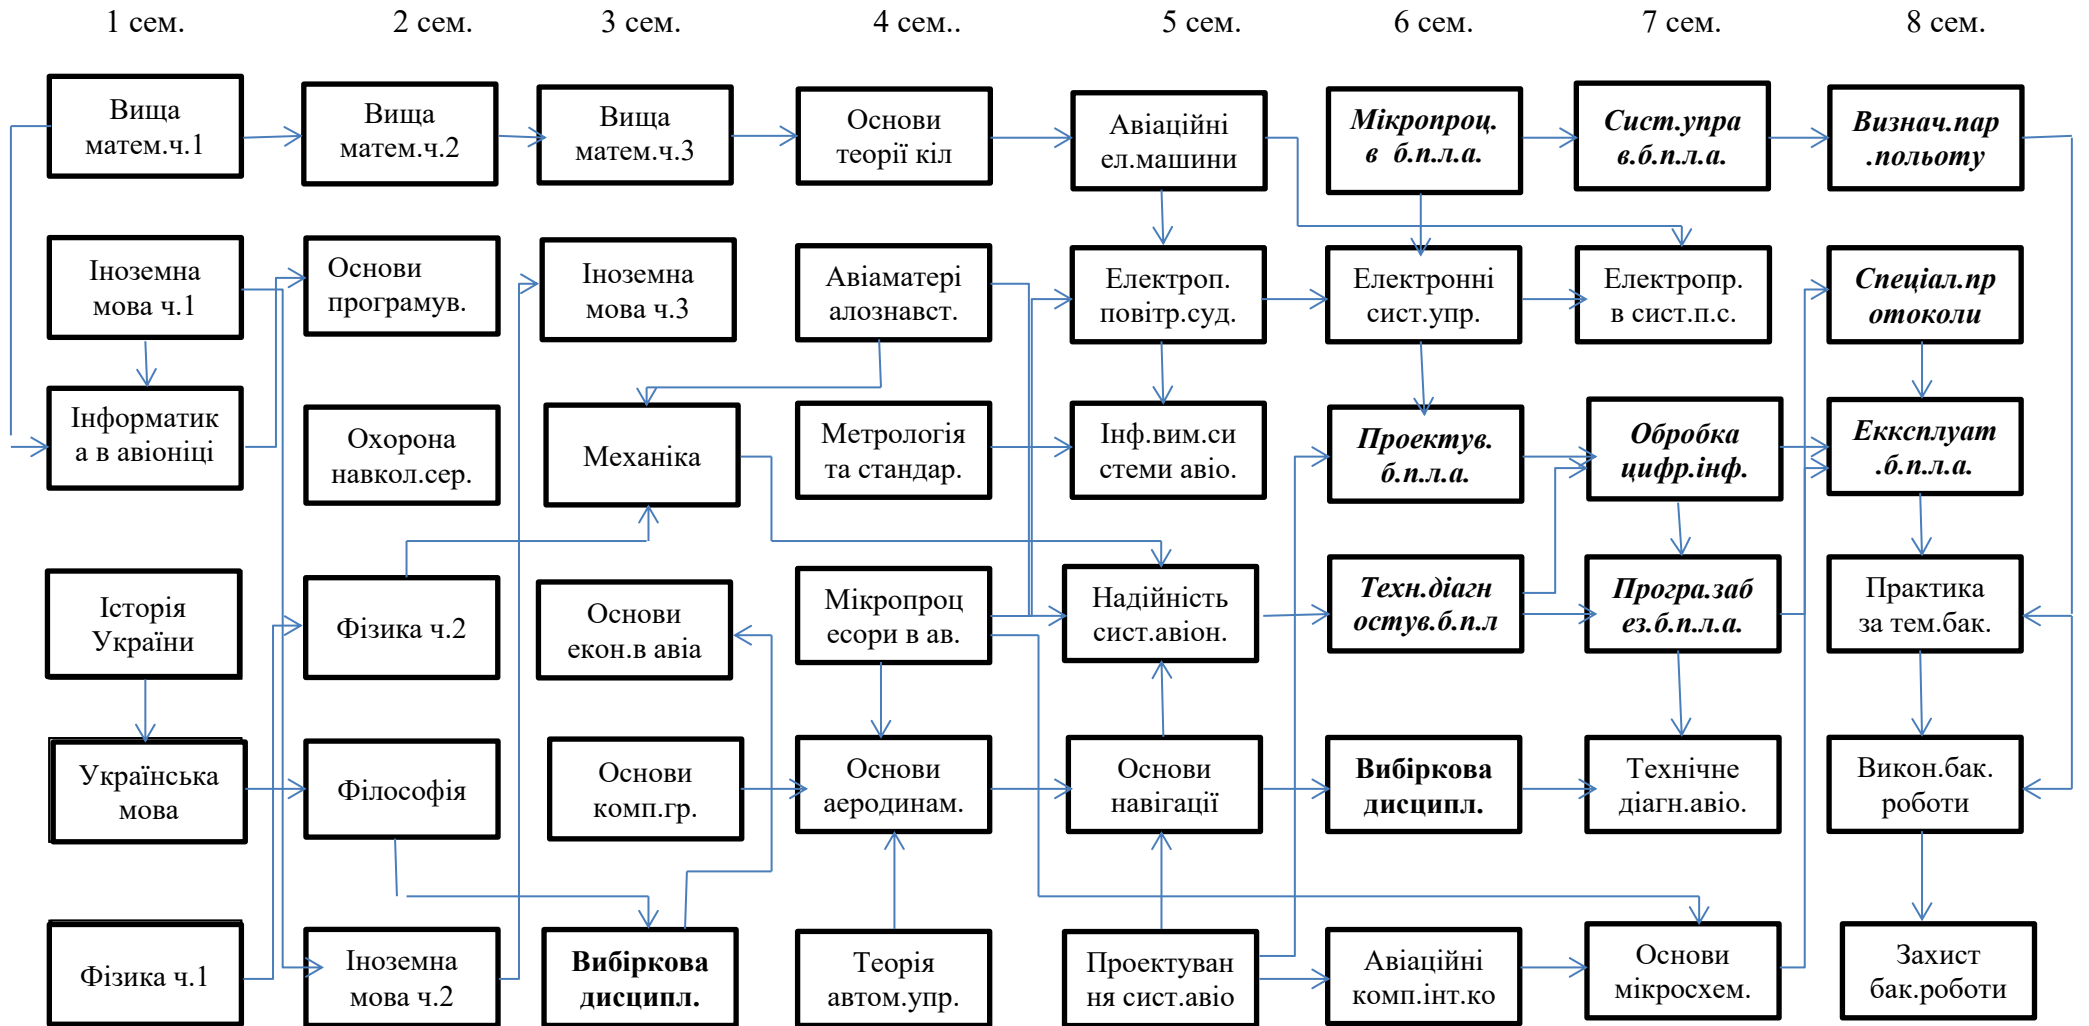 1 сем. 2 сем. 3 сем. 4 сем.. 5 сем. 6 сем. 7 сем. 8 сем.
Вища
матем.ч.1
Вища
матем.ч.2
Вища
матем.ч.3
Основи
теорії кіл
Авіаційні
ел.машини
Мікропроц.
в б.п.л.а.
Сист.упра
в.б.п.л.а.
Визнач.пар
.польоту
Іноземна
мова ч.1
Основи
програмув.
Іноземна
мова ч.3
Авіаматері
алознавст.
Електроп.
повітр.суд.
Електронні
сист.упр.
Електропр.
в сист.п.с.
Спеціал.пр
отоколи
Інформатик
а в авіоніці
Охорона
навкол.сер.
Механіка
Метрологія
та стандар.
Інф.вим.си
стеми авіо.
Проектув.
б.п.л.а.
Обробка
цифр.інф.
Екксплуат
.б.п.л.а.
Історія
України
Фізика ч.2
Основи
екон.в авіа
Мікропроц
есори в ав.
Надійність
сист.авіон.
Техн.діагн
остув.б.п.л
Програ.заб
ез.б.п.л.а.
Практика
за тем.бак.
Українська
мова
Філософія
Основи
комп.гр.
Основи
аеродинам.
Основи
навігації
Вибіркова
дисципл.
Технічне
діагн.авіо.
Викон.бак.
роботи
Фізика ч.1
Іноземна
мова ч.2
Вибіркова
дисципл.
Теорія
автом.упр.
Проектуван
ня сист.авіо
Авіаційні
комп.інт.ко
Основи
мікросхем.
Захист
бак.роботи